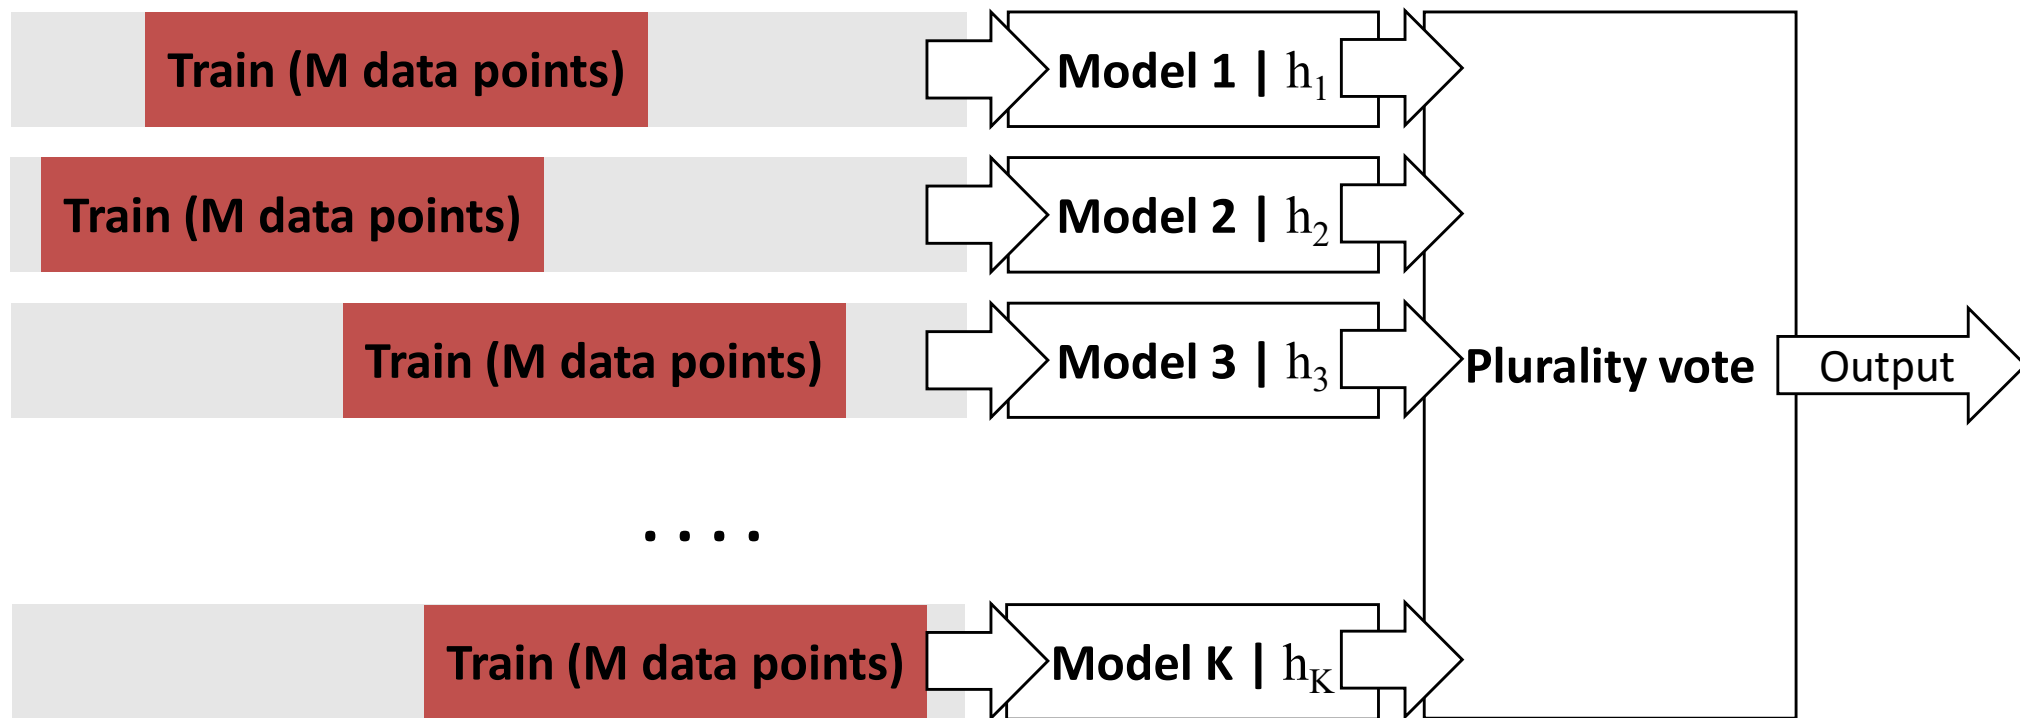 Train (M data points) Model 1 | h₁
Train (M data points) Model 2 | h₂
Train (M data points) Model 3 | h₃ Plurality vote Output
. . . .
Train (M data points) Model K | h_K